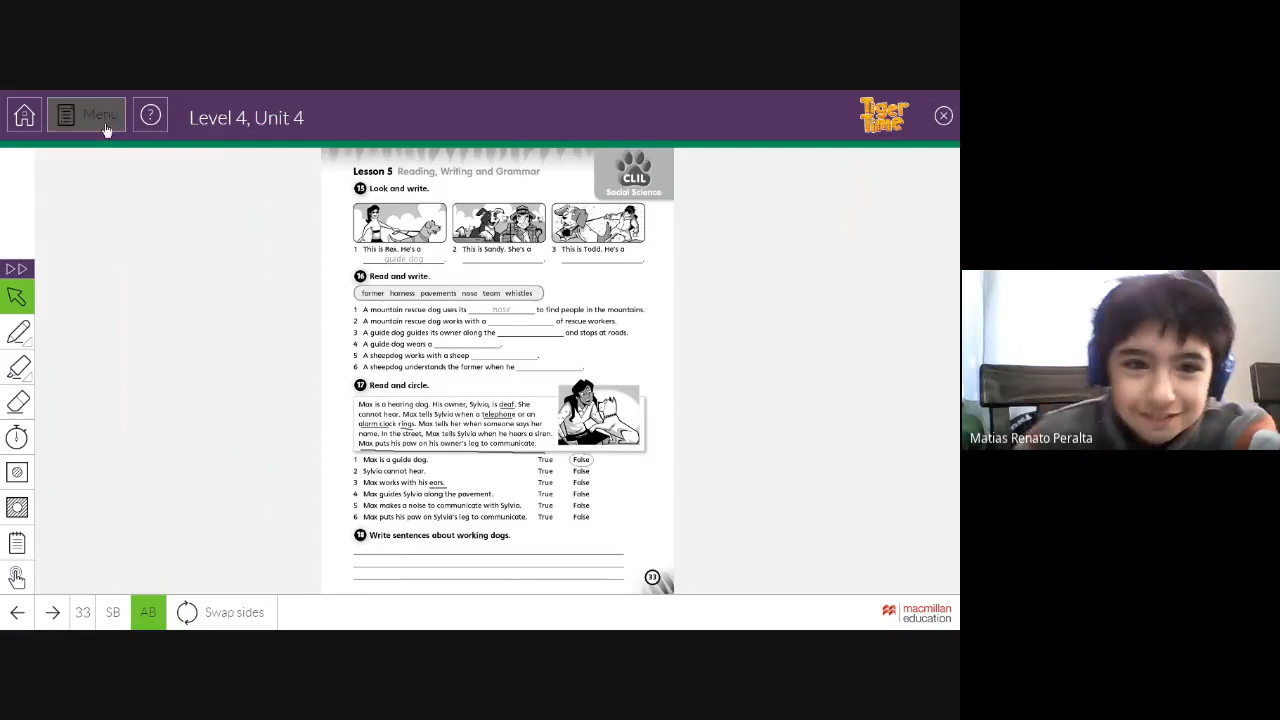 Menu
?
Level 4, Unit 4
Tiger Time
Lesson 5 Reading, Writing and Grammar
CLIL
Social Science
15 Look and write.
1 This is Rex. He's a guide dog.
2 This is Sandy. She's a ____.
3 This is Todd. He's a ____.
16 Read and write.
farmer harness pavements nose team whistles
1 A mountain rescue dog uses its nose to find people in the mountains.
2 A mountain rescue dog works with a ____ of rescue workers.
3 A guide dog guides its owner along the ____ and stops at roads.
4 A guide dog wears a ____.
5 A sheepdog works with a sheep ____.
6 A sheepdog understands the farmer when he ____.
17 Read and circle.
Max is a hearing dog. His owner, Sylvia, is deaf. She
cannot hear. Max tells Sylvia when a telephone or an
alarm clock rings. Max tells her when someone says her
name. In the street, Max tells Sylvia when he hears a siren.
Max puts his paw on his owner's leg to communicate.
1 Max is a guide dog. True False
2 Sylvia cannot hear. True False
3 Max works with his ears. True False
4 Max guides Sylvia along the pavement. True False
5 Max makes a noise to communicate with Sylvia. True False
6 Max puts his paw on Sylvia's leg to communicate. True False
18 Write sentences about working dogs.
33
33 SB AB Swap sides
macmillan
education
Matias Renato Peralta